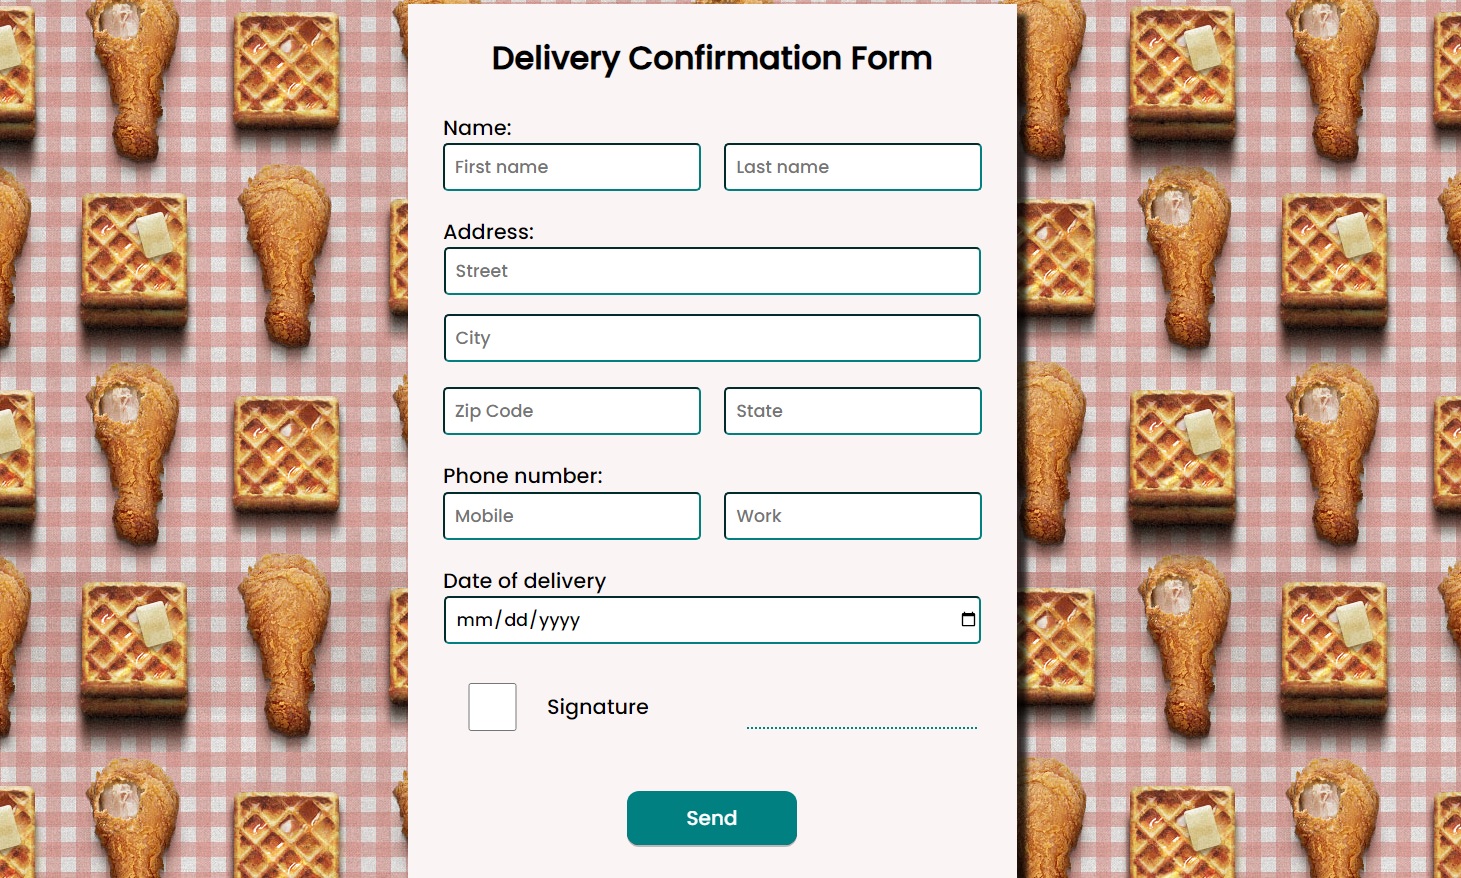 Delivery Confirmation Form
Name:
First name
Last name
Address:
Street
City
Zip Code
State
Phone number:
Mobile
Work
Date of delivery
mm/dd/yyyy
Signature
Send